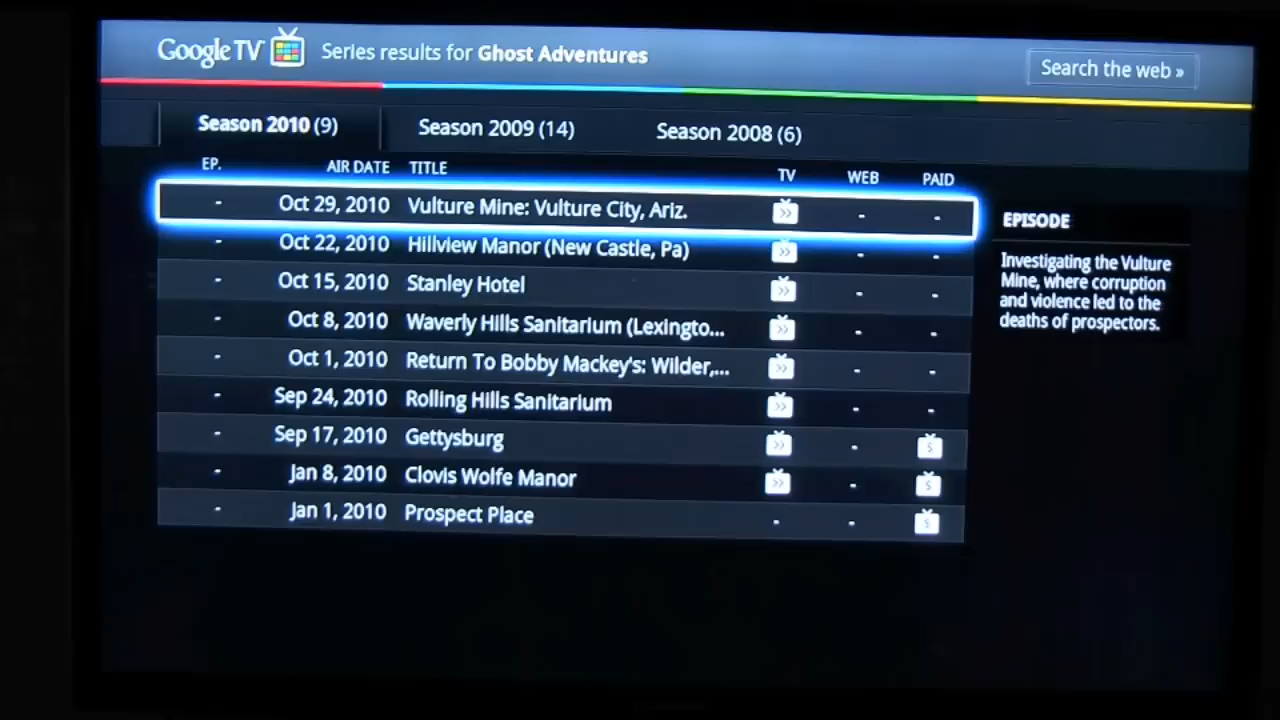 Google TV Series results for Ghost Adventures Search the web »
Season 2010 (9) Season 2009 (14) Season 2008 (6)
EP. AIR DATE TITLE TV WEB PAID
- Oct 29, 2010 Vulture Mine: Vulture City, Ariz. » - -
- Oct 22, 2010 Hillview Manor (New Castle, Pa) » - -
- Oct 15, 2010 Stanley Hotel » - -
- Oct 8, 2010 Waverly Hills Sanitarium (Lexingto... » - -
- Oct 1, 2010 Return To Bobby Mackey's: Wilder,... » - -
- Sep 24, 2010 Rolling Hills Sanitarium » - -
- Sep 17, 2010 Gettysburg » - $
- Jan 8, 2010 Clovis Wolfe Manor » - $
- Jan 1, 2010 Prospect Place - - $
EPISODE
Investigating the Vulture
Mine, where corruption
and violence led to the
deaths of prospectors.